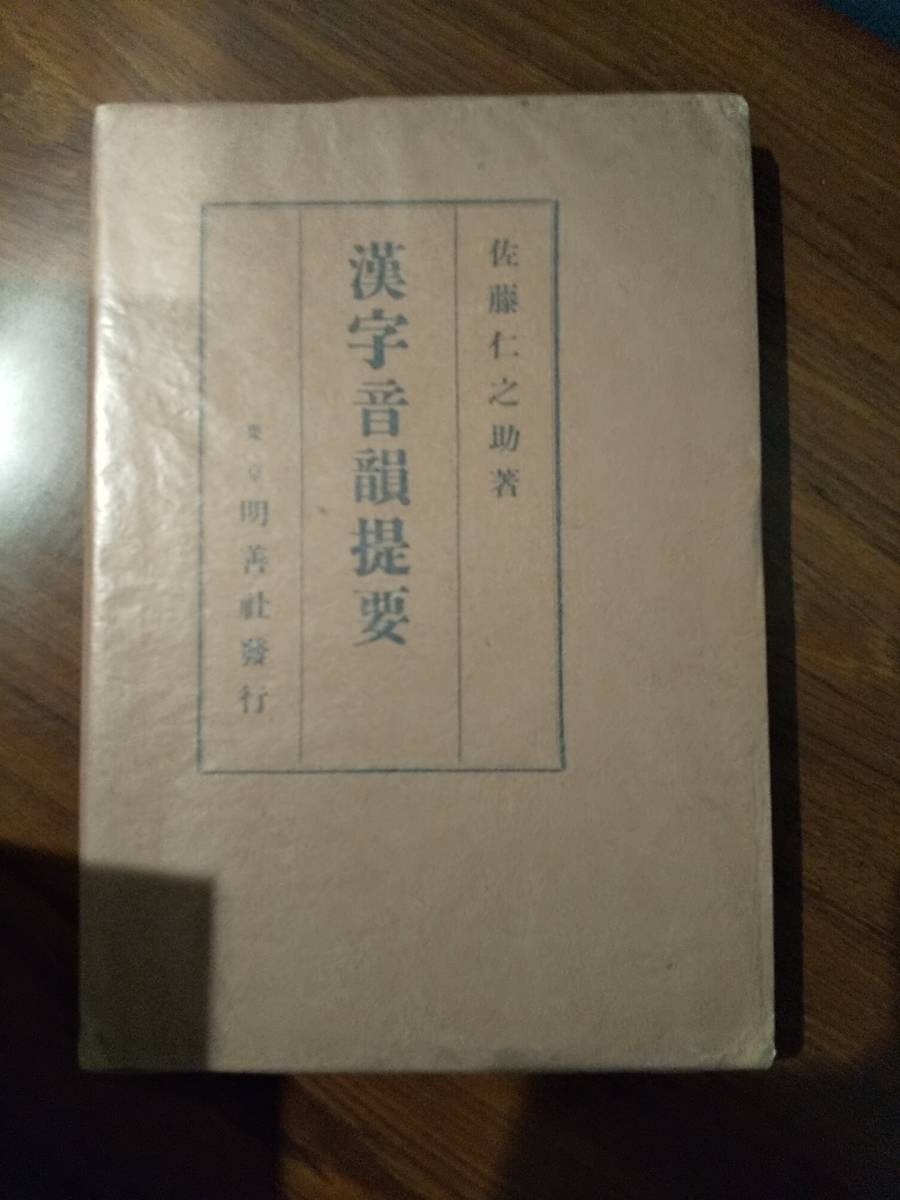 佐藤仁之助著
漢字音韻提要
東京 明善社發行